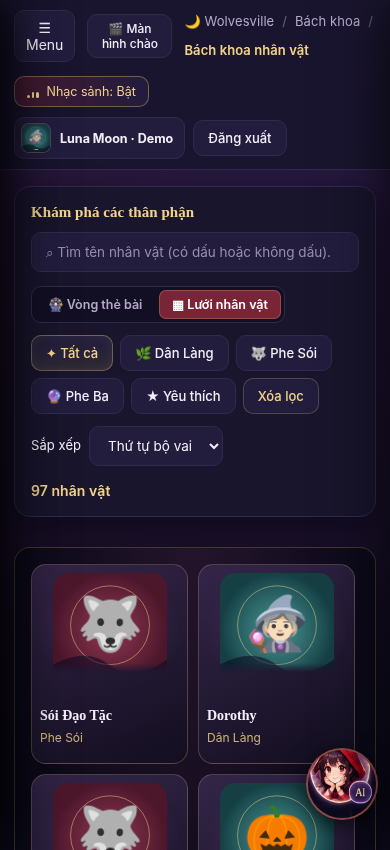 ☰
Menu
🎬 Màn
hình chào
🌙 Wolvesville / Bách khoa /
Bách khoa nhân vật
Nhạc sảnh: Bật
Luna Moon · Demo
Đăng xuất
Khám phá các thân phận
⌕ Tìm tên nhân vật (có dấu hoặc không dấu).
🎡 Vòng thẻ bài
▦ Lưới nhân vật
✦ Tất cả
🌿 Dân Làng
🐺 Phe Sói
🔮 Phe Ba
★ Yêu thích
Xóa lọc
Sắp xếp
Thứ tự bộ vai
97 nhân vật
Sói Đạo Tặc
Phe Sói
Dorothy
Dân Làng
AI